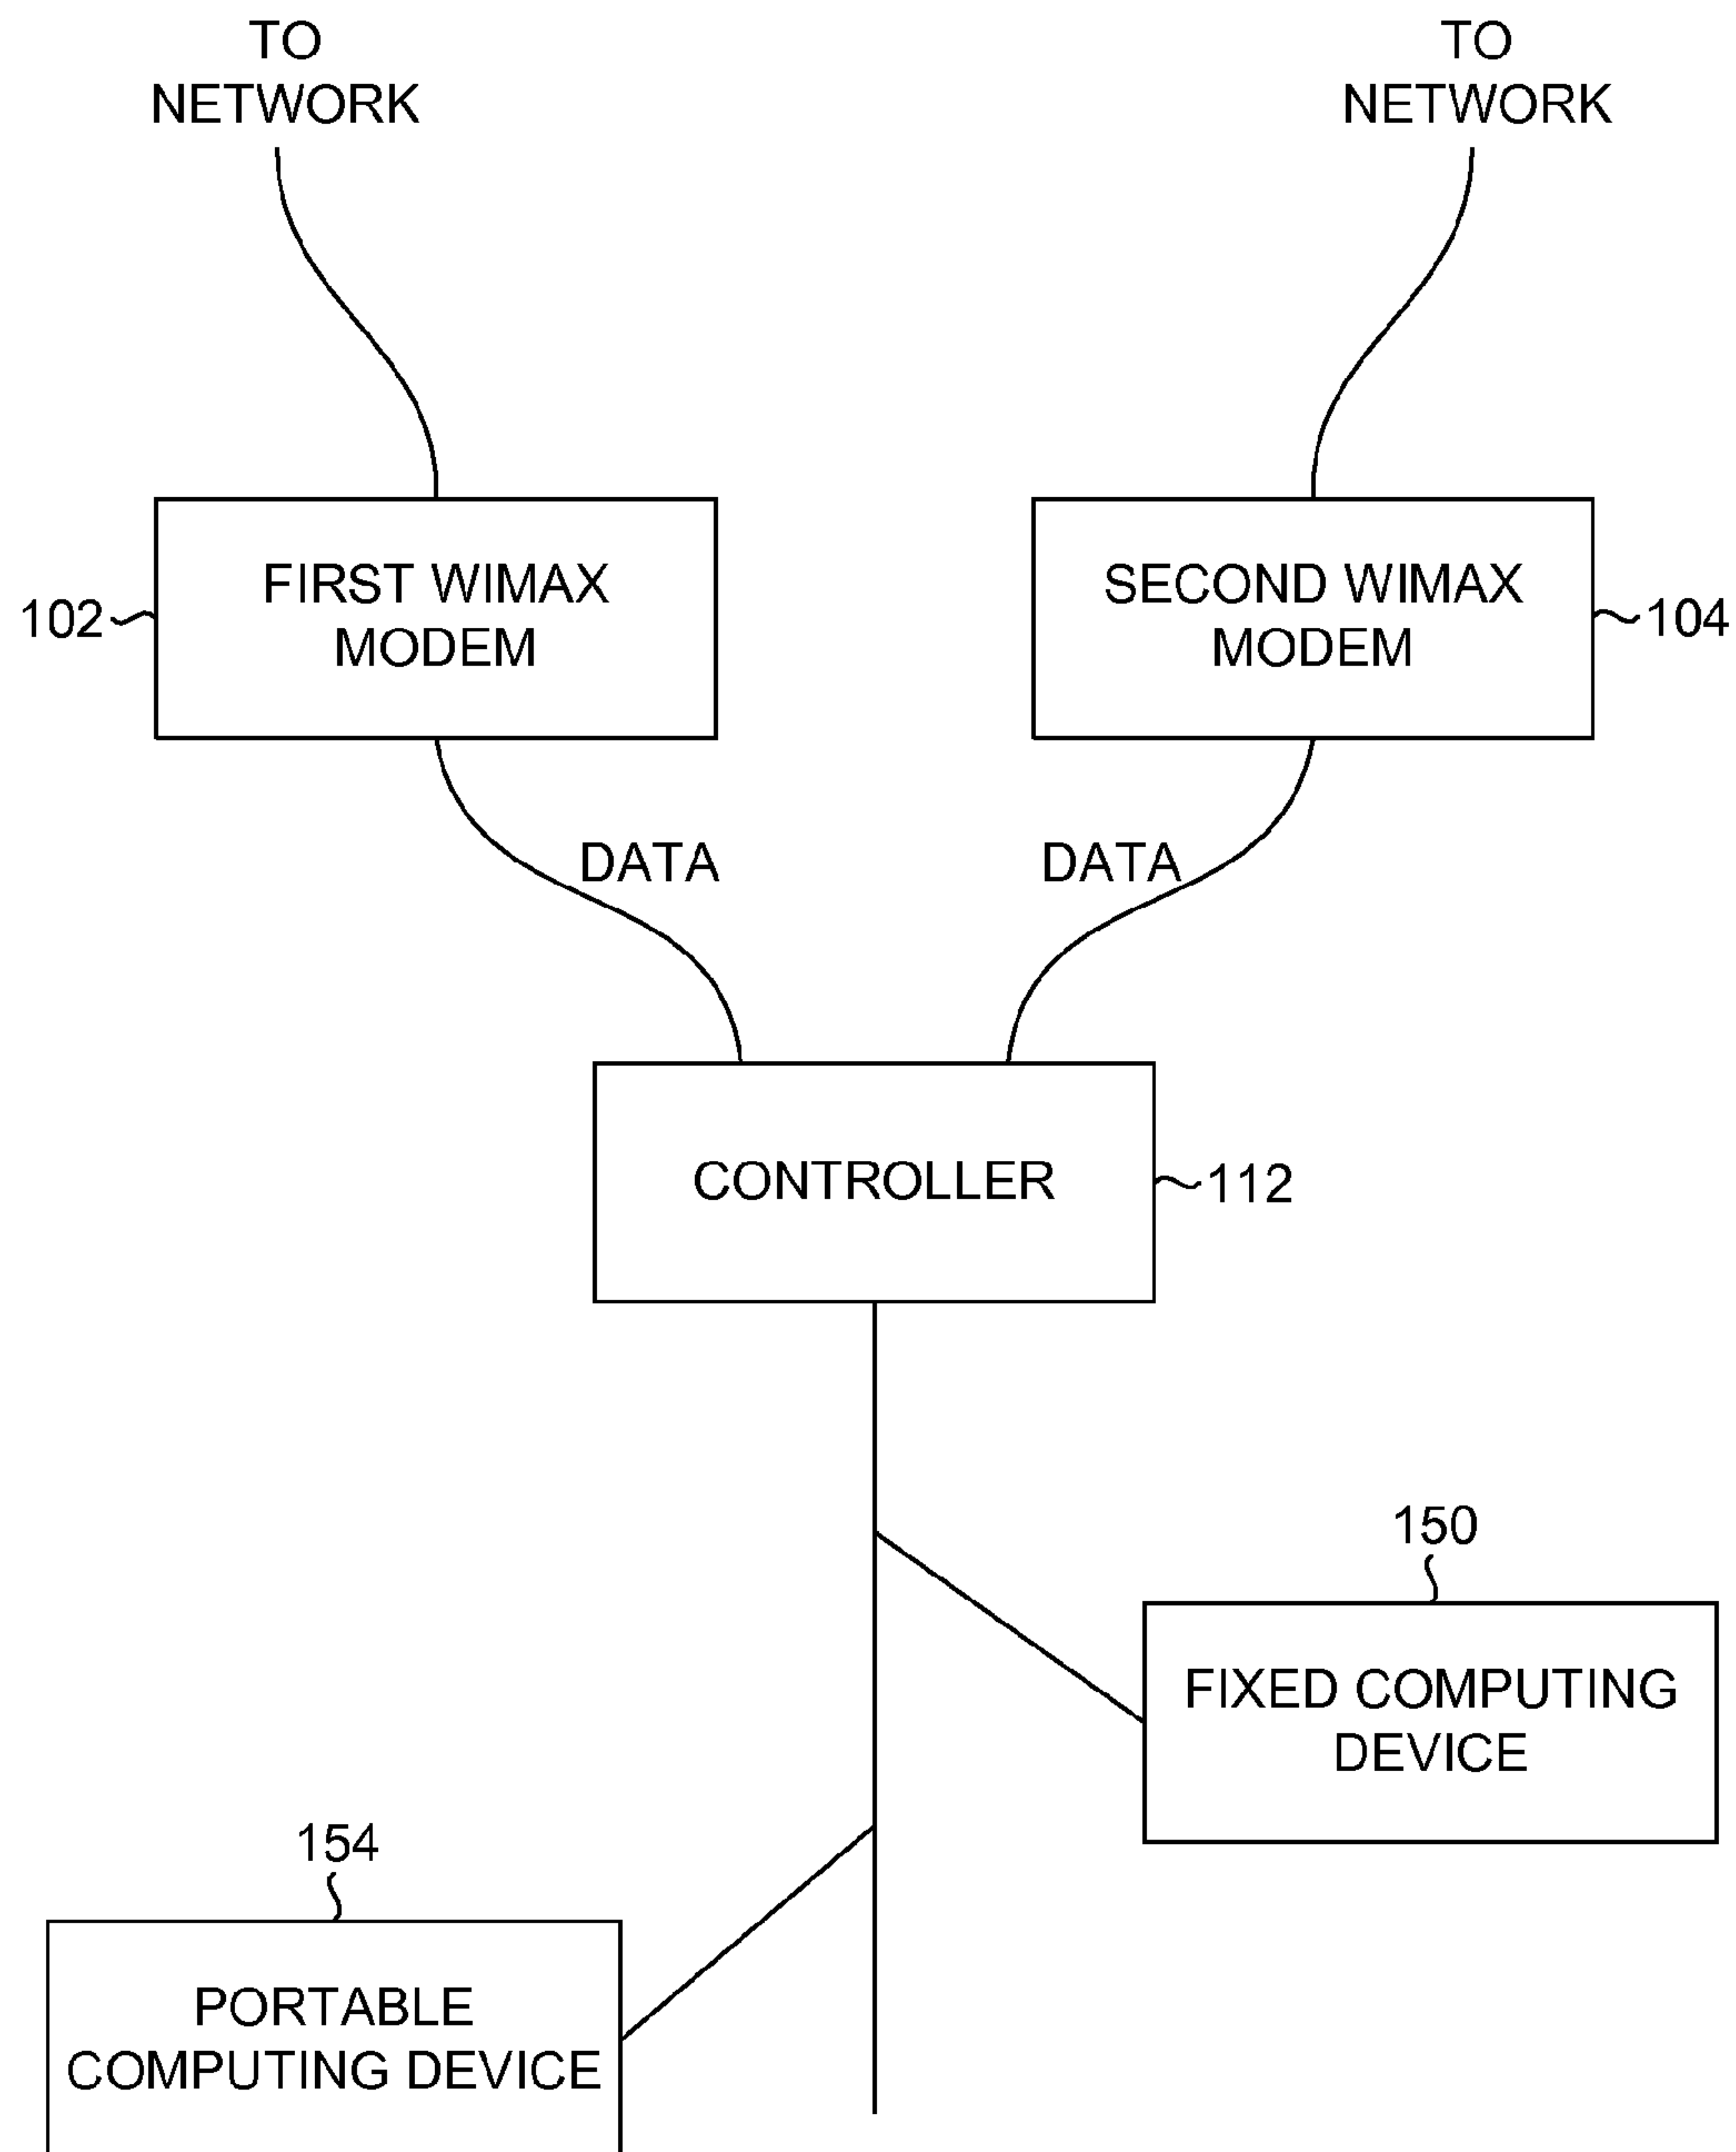 TO
NETWORK
TO
NETWORK
FIRST WIMAX
MODEM
102
SECOND WIMAX
MODEM
104
DATA
DATA
CONTROLLER
112
150
FIXED COMPUTING
DEVICE
154
PORTABLE
COMPUTING DEVICE